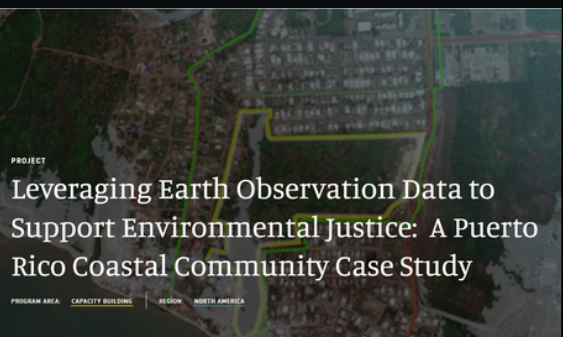 PROJECT
Leveraging Earth Observation Data to
Support Environmental Justice:  A Puerto
Rico Coastal Community Case Study
PROGRAM AREA: CAPACITY BUILDING REGION: NORTH AMERICA